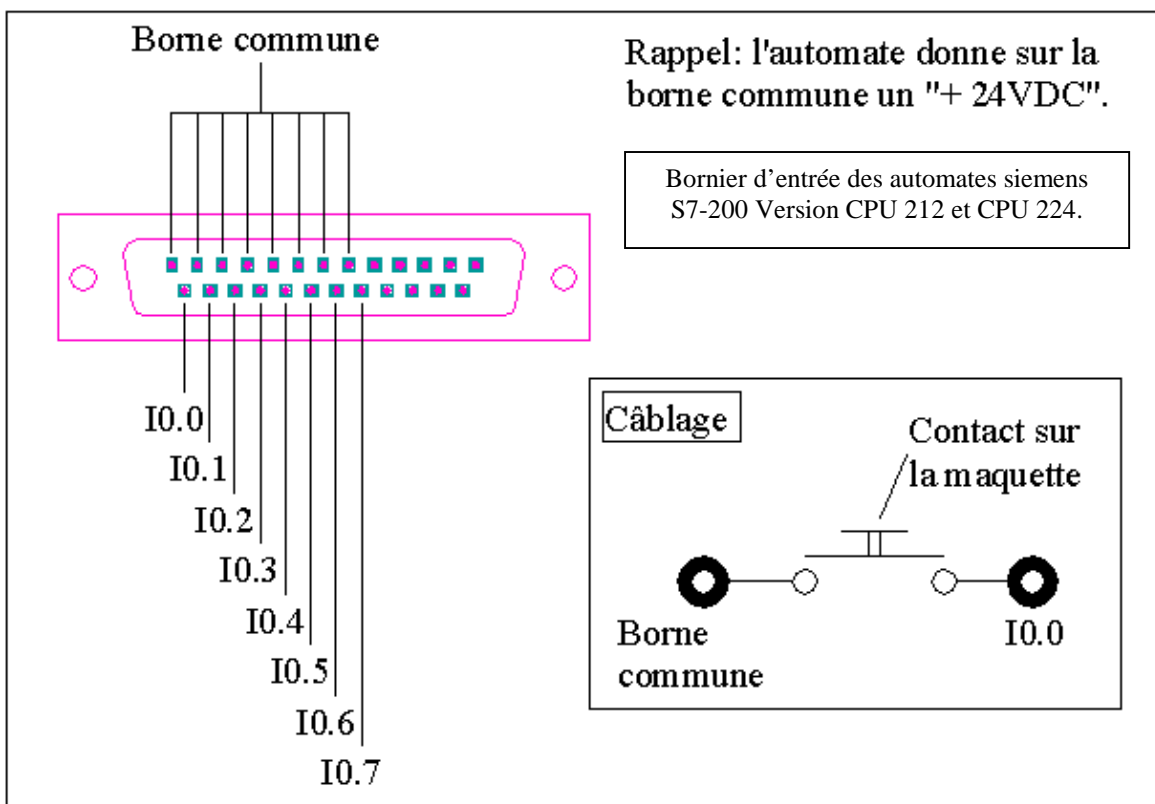 Borne commune
Rappel: l'automate donne sur la
borne commune un "+ 24VDC".
Bornier d’entrée des automates siemens
S7-200 Version CPU 212 et CPU 224.
I0.0
I0.1
I0.2
I0.3
I0.4
I0.5
I0.6
I0.7
Câblage
Contact sur
la maquette
Borne
commune
I0.0